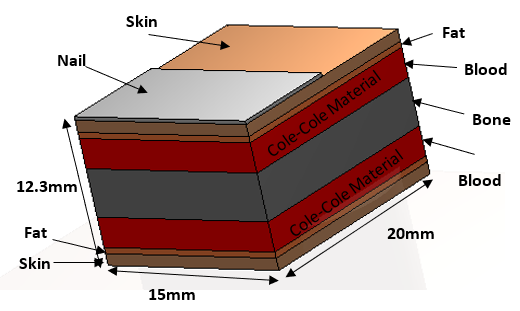 Skin
Nail
Fat
Blood
Cole-Cole Material
Bone
12.3mm
Cole-Cole Material
Blood
Fat
20mm
Skin
15mm